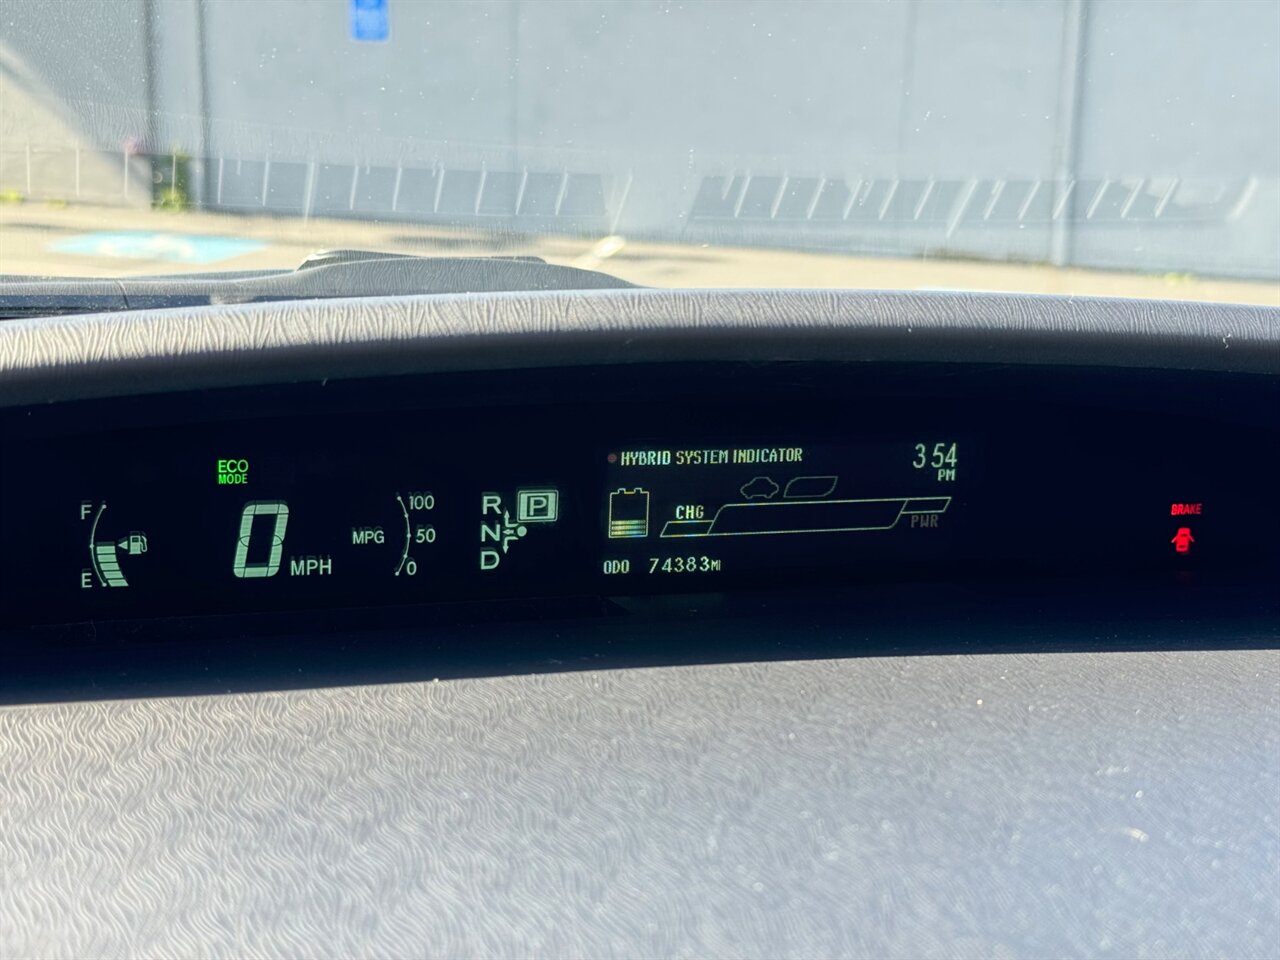 ECO
MODE
F
E
0 MPH
MPG
100
50
0
R
N
D
P
HYBRID SYSTEM INDICATOR
3:54
PM
CHG
PWR
ODO 74383MI
BRAKE